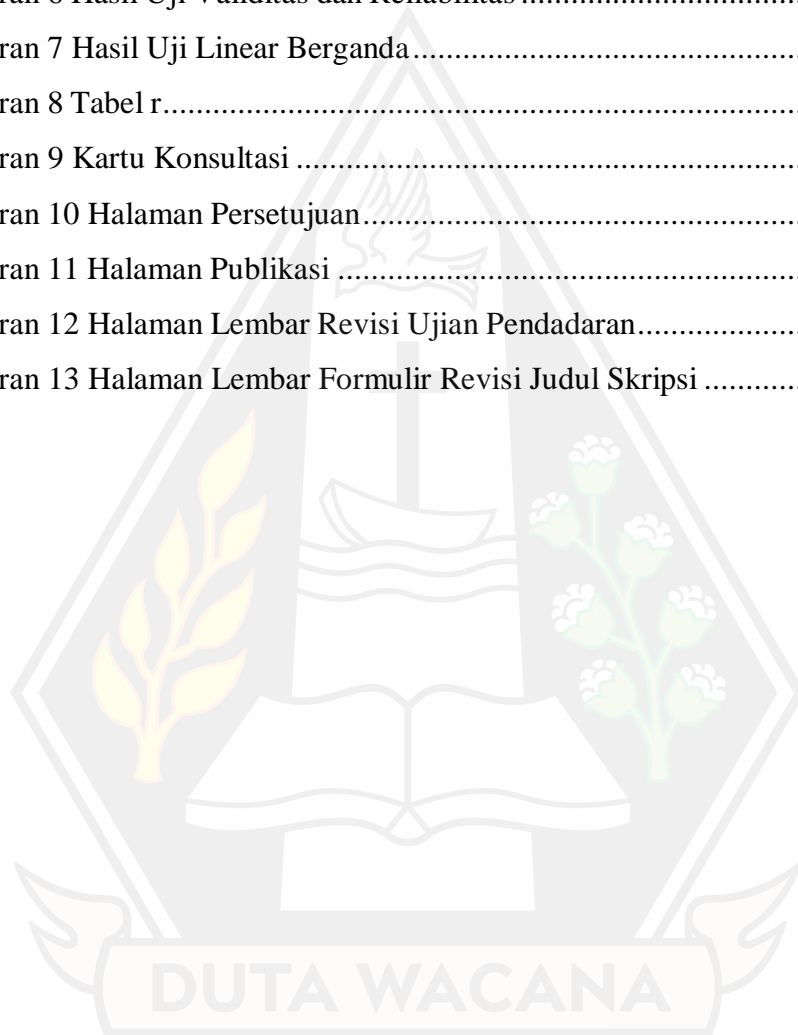 ran 6 Hasil Uji Validitas dan Reliabilitas ...................................
ran 7 Hasil Uji Linear Berganda.................................................
ran 8 Tabel r................................................................................
ran 9 Kartu Konsultasi ................................................................
ran 10 Halaman Persetujuan.......................................................
ran 11 Halaman Publikasi ..........................................................
ran 12 Halaman Lembar Revisi Ujian Pendadaran....................
ran 13 Halaman Lembar Formulir Revisi Judul Skripsi ............
DUTA WACANA